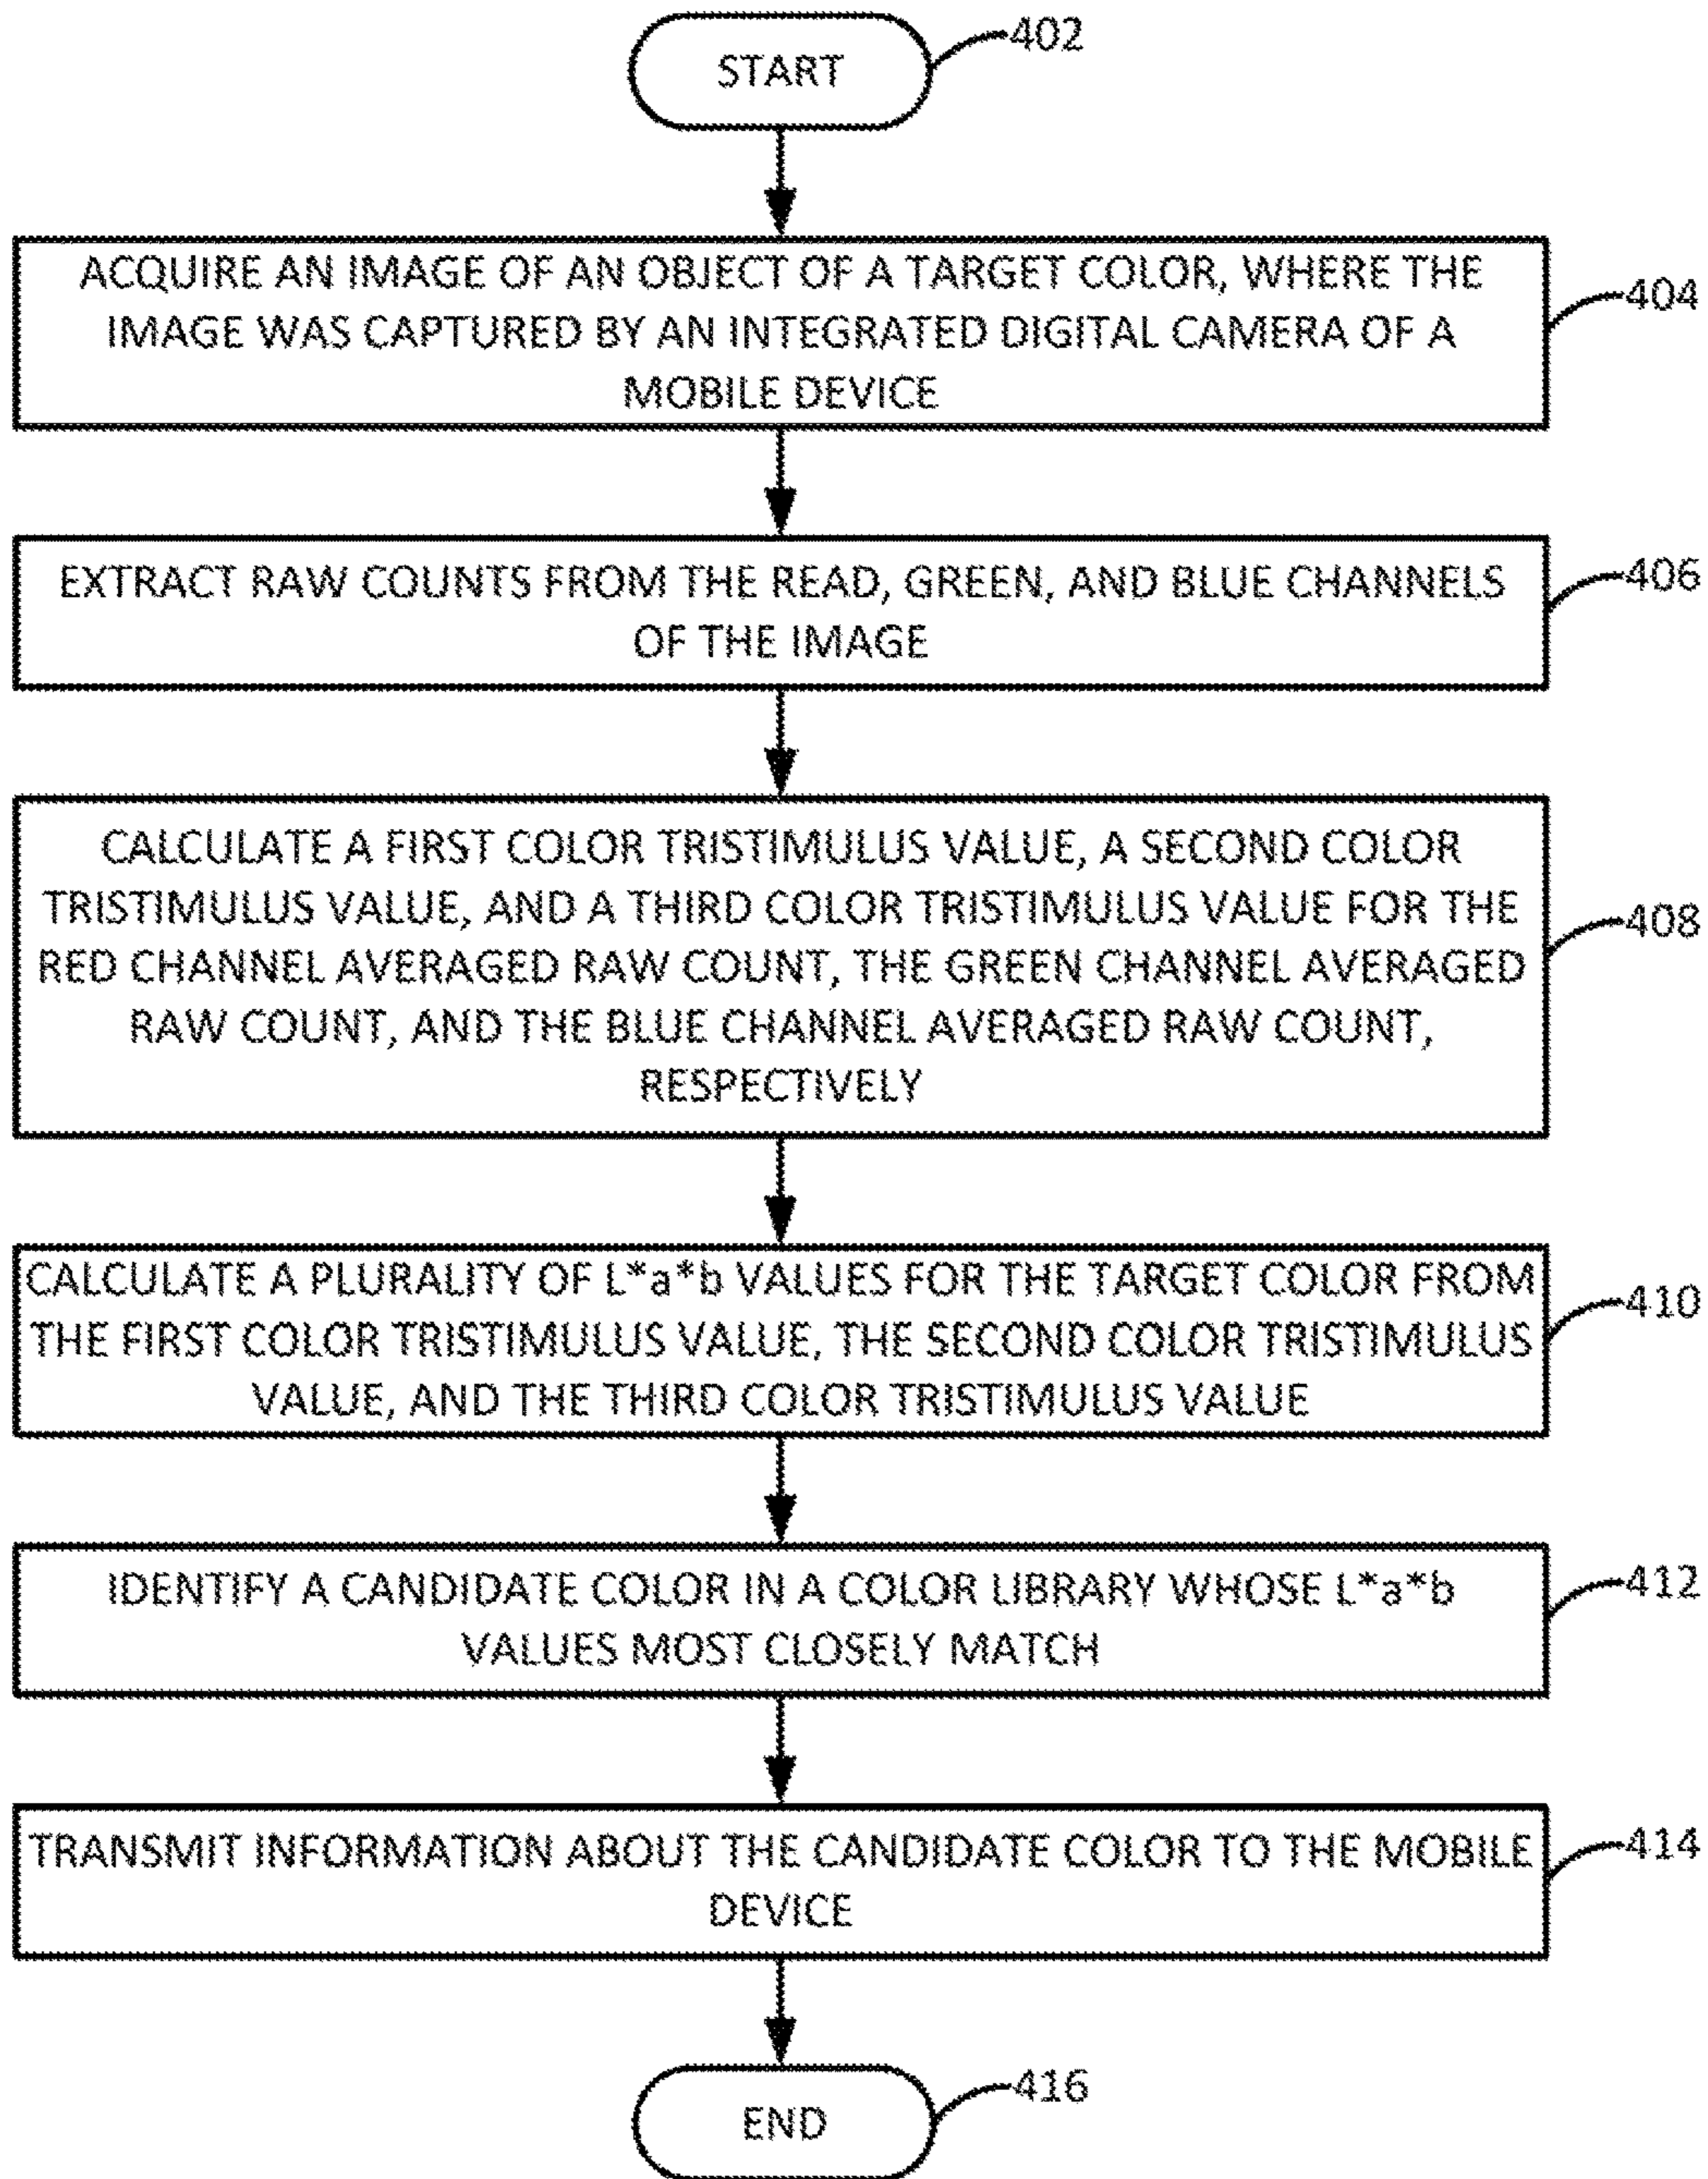 START
402
ACQUIRE AN IMAGE OF AN OBJECT OF A TARGET COLOR, WHERE THE
IMAGE WAS CAPTURED BY AN INTEGRATED DIGITAL CAMERA OF A
MOBILE DEVICE
404
EXTRACT RAW COUNTS FROM THE READ, GREEN, AND BLUE CHANNELS
OF THE IMAGE
406
CALCULATE A FIRST COLOR TRISTIMULUS VALUE, A SECOND COLOR
TRISTIMULUS VALUE, AND A THIRD COLOR TRISTIMULUS VALUE FOR THE
RED CHANNEL AVERAGED RAW COUNT, THE GREEN CHANNEL AVERAGED
RAW COUNT, AND THE BLUE CHANNEL AVERAGED RAW COUNT,
RESPECTIVELY
408
CALCULATE A PLURALITY OF L*a*b VALUES FOR THE TARGET COLOR FROM
THE FIRST COLOR TRISTIMULUS VALUE, THE SECOND COLOR TRISTIMULUS
VALUE, AND THE THIRD COLOR TRISTIMULUS VALUE
410
IDENTIFY A CANDIDATE COLOR IN A COLOR LIBRARY WHOSE L*a*b
VALUES MOST CLOSELY MATCH
412
TRANSMIT INFORMATION ABOUT THE CANDIDATE COLOR TO THE MOBILE
DEVICE
414
END
416